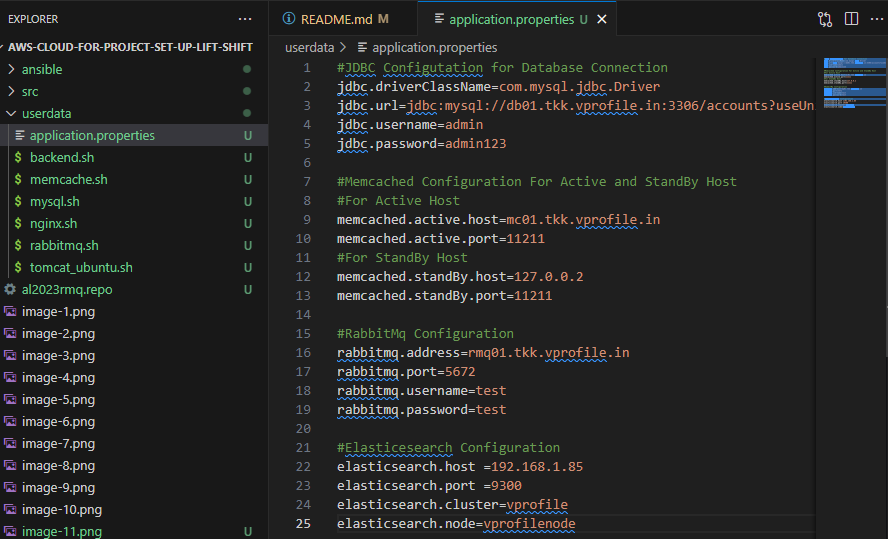 EXPLORER
AWS-CLOUD-FOR-PROJECT-SET-UP-LIFT-SHIFT
ansible
src
userdata
application.properties U
backend.sh U
memcache.sh U
mysql.sh U
nginx.sh U
rabbitmq.sh U
tomcat_ubuntu.sh U
al2023rmq.repo U
image-1.png
image-2.png
image-3.png
image-4.png
image-5.png
image-6.png
image-7.png
image-8.png
image-9.png
image-10.png
image-11.png U
README.md M
application.properties U
userdata > application.properties
1 #JDBC Configutation for Database Connection
2 jdbc.driverClassName=com.mysql.jdbc.Driver
3 jdbc.url=jdbc:mysql://db01.tkk.vprofile.in:3306/accounts?useUn
4 jdbc.username=admin
5 jdbc.password=admin123
6
7 #Memcached Configuration For Active and StandBy Host
8 #For Active Host
9 memcached.active.host=mc01.tkk.vprofile.in
10 memcached.active.port=11211
11 #For StandBy Host
12 memcached.standBy.host=127.0.0.2
13 memcached.standBy.port=11211
14
15 #RabbitMq Configuration
16 rabbitmq.address=rmq01.tkk.vprofile.in
17 rabbitmq.port=5672
18 rabbitmq.username=test
19 rabbitmq.password=test
20
21 #Elasticesearch Configuration
22 elasticsearch.host =192.168.1.85
23 elasticsearch.port =9300
24 elasticsearch.cluster=vprofile
25 elasticsearch.node=vprofilenode